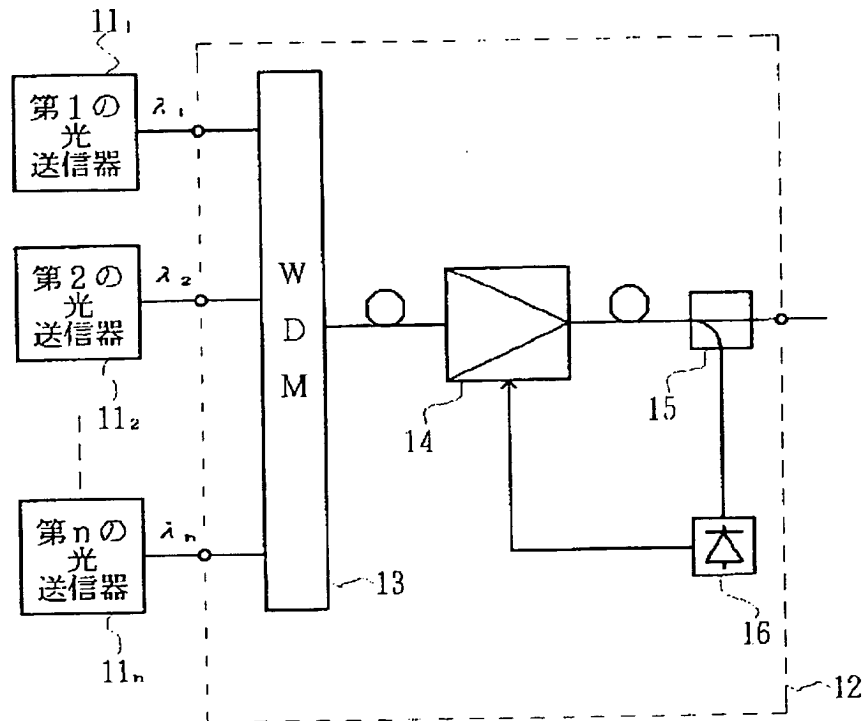 11₁
第1の
光
送信器
λ₁
第2の
光
送信器
λ₂
11₂
第nの
光
送信器
λₙ
11ₙ
W
D
M
13
14
15
16
12